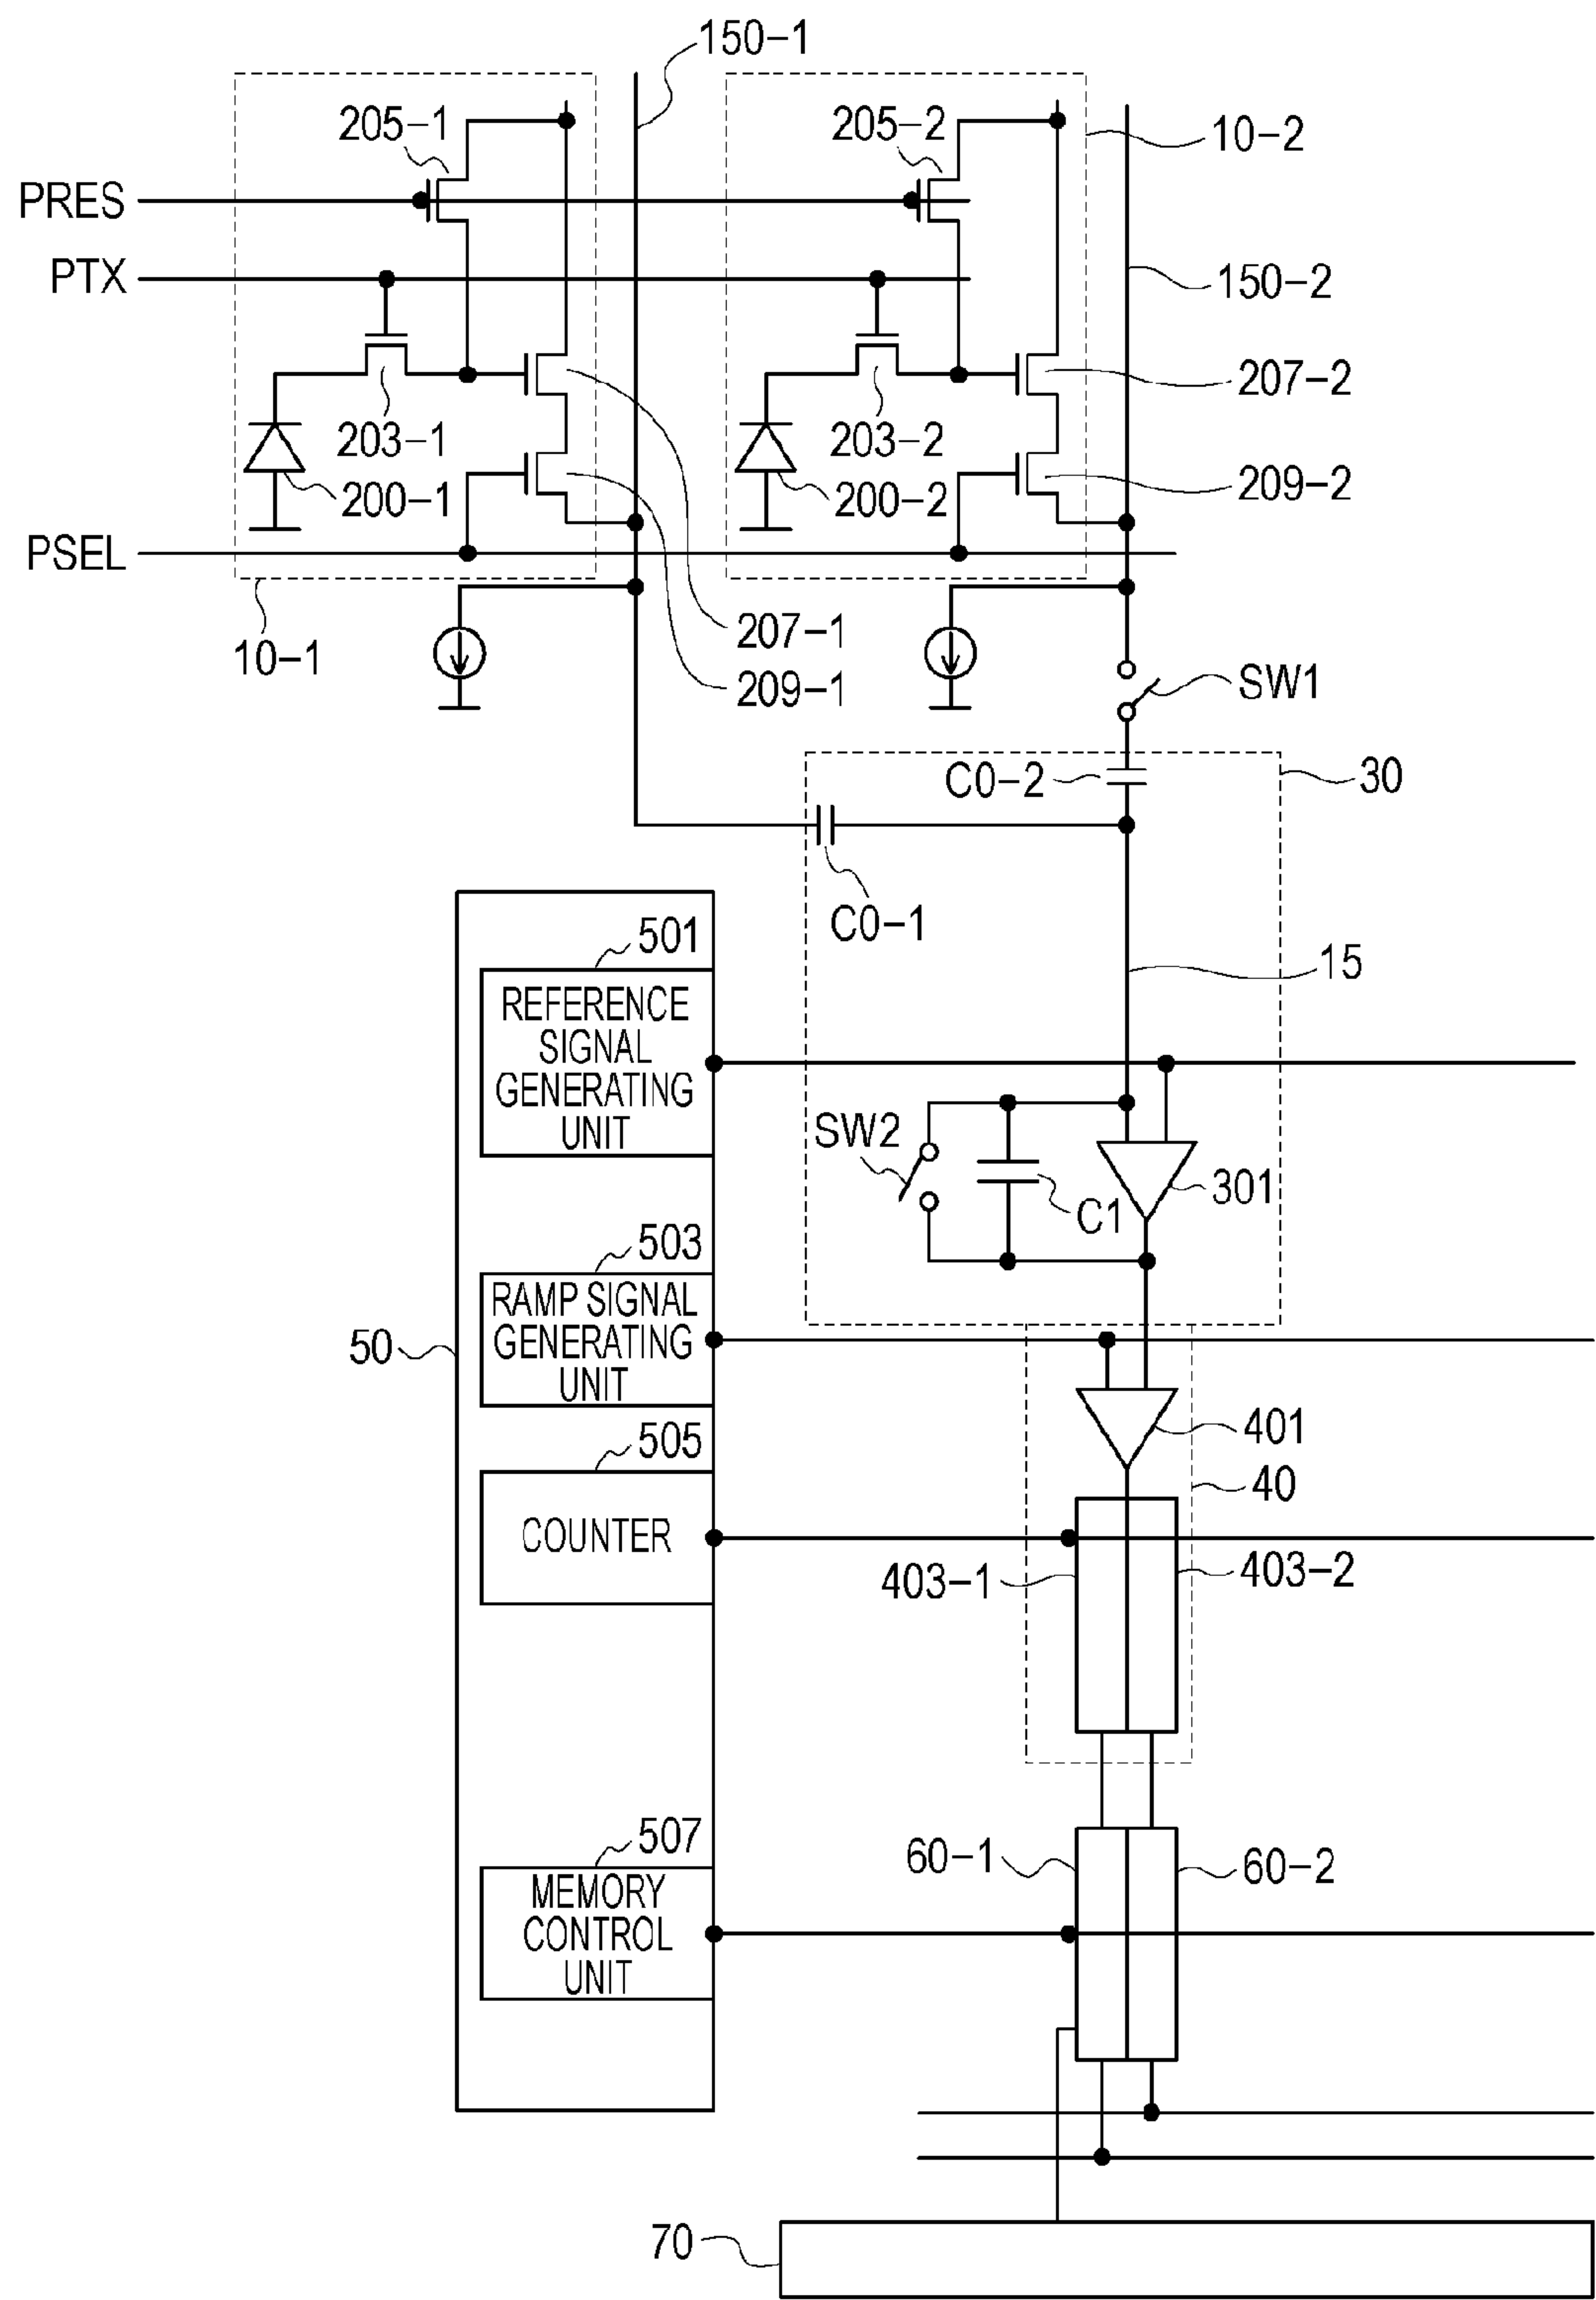 150-1
205-1
205-2
10-2
PRES
PTX
150-2
207-2
203-1
203-2
200-1
200-2
209-2
PSEL
207-1
10-1
209-1
SW1
C0-2
30
C0-1
501
15
REFERENCE
SIGNAL
GENERATING
UNIT
SW2
301
C1
503
RAMP SIGNAL
GENERATING
UNIT
50
401
505
40
COUNTER
403-1
403-2
507
60-1
60-2
MEMORY
CONTROL
UNIT
70